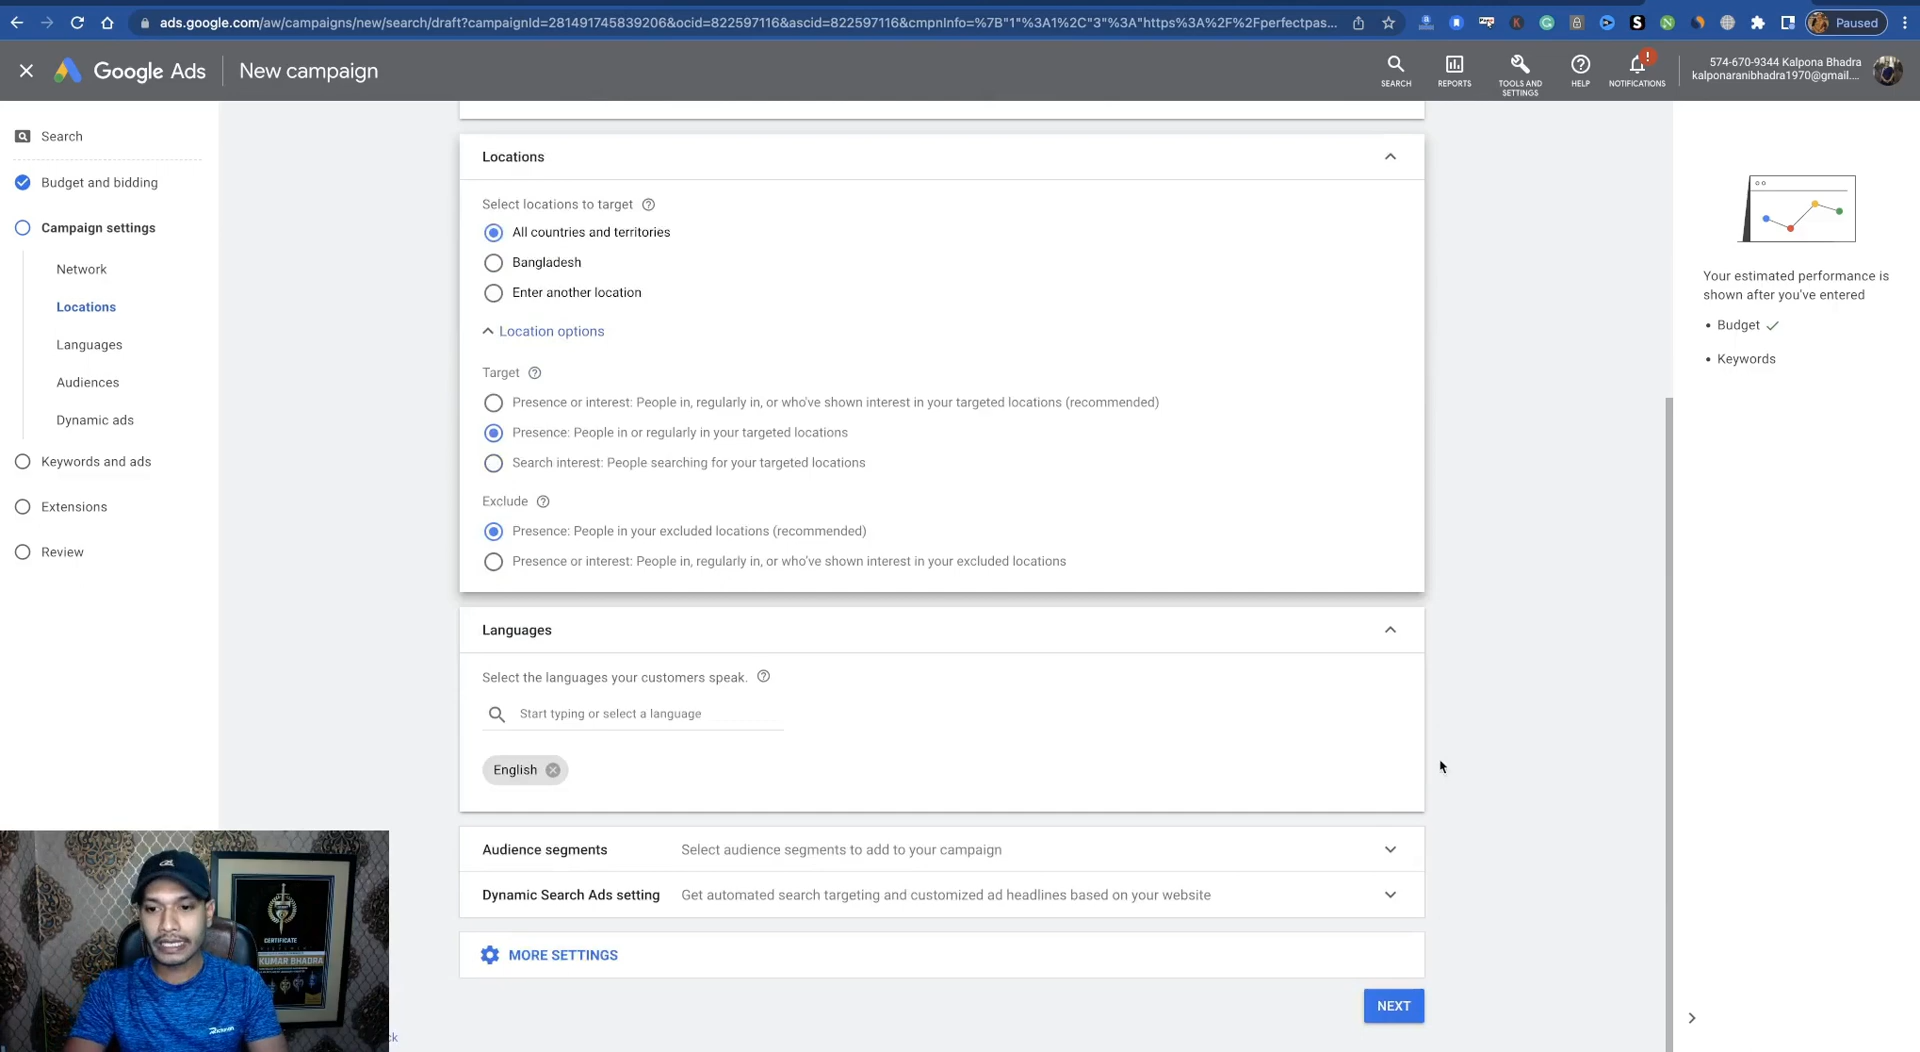 ads.google.com/aw/campaigns/new/search/draft?campaignId=281491745839206&ocid=822597116&ascid=822597116&cmpnInfo=%7B"1"%3A1%2C"3"%3A"https%3A%2F%2Fperfectpas...
Paused
Google Ads
New campaign
SEARCH
REPORTS
TOOLS AND
SETTINGS
HELP
NOTIFICATIONS
574-670-9344 Kalpona Bhadra
kalponaranibhadra1970@gmail....
Search
Budget and bidding
Campaign settings
Network
Locations
Languages
Audiences
Dynamic ads
Keywords and ads
Extensions
Review
Locations
Select locations to target
All countries and territories
Bangladesh
Enter another location
Location options
Target
Presence or interest: People in, regularly in, or who've shown interest in your targeted locations (recommended)
Presence: People in or regularly in your targeted locations
Search interest: People searching for your targeted locations
Exclude
Presence: People in your excluded locations (recommended)
Presence or interest: People in, regularly in, or who've shown interest in your excluded locations
Languages
Select the languages your customers speak.
Start typing or select a language
English
Audience segments Select audience segments to add to your campaign
Dynamic Search Ads setting Get automated search targeting and customized ad headlines based on your website
MORE SETTINGS
NEXT
Your estimated performance is
shown after you've entered
• Budget
• Keywords
CERTIFICATE
KUMAR BHADRA